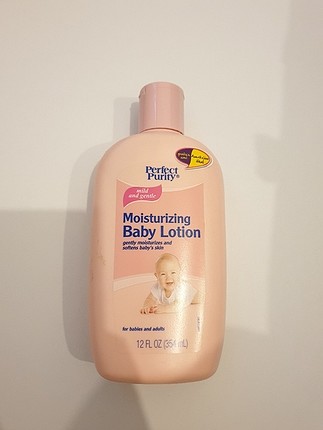 Perfect
Purity®
mild
and gentle
Moisturizing
Baby Lotion
gently moisturizes and
softens baby's skin
for babies and adults
12 FL OZ (354 mL)